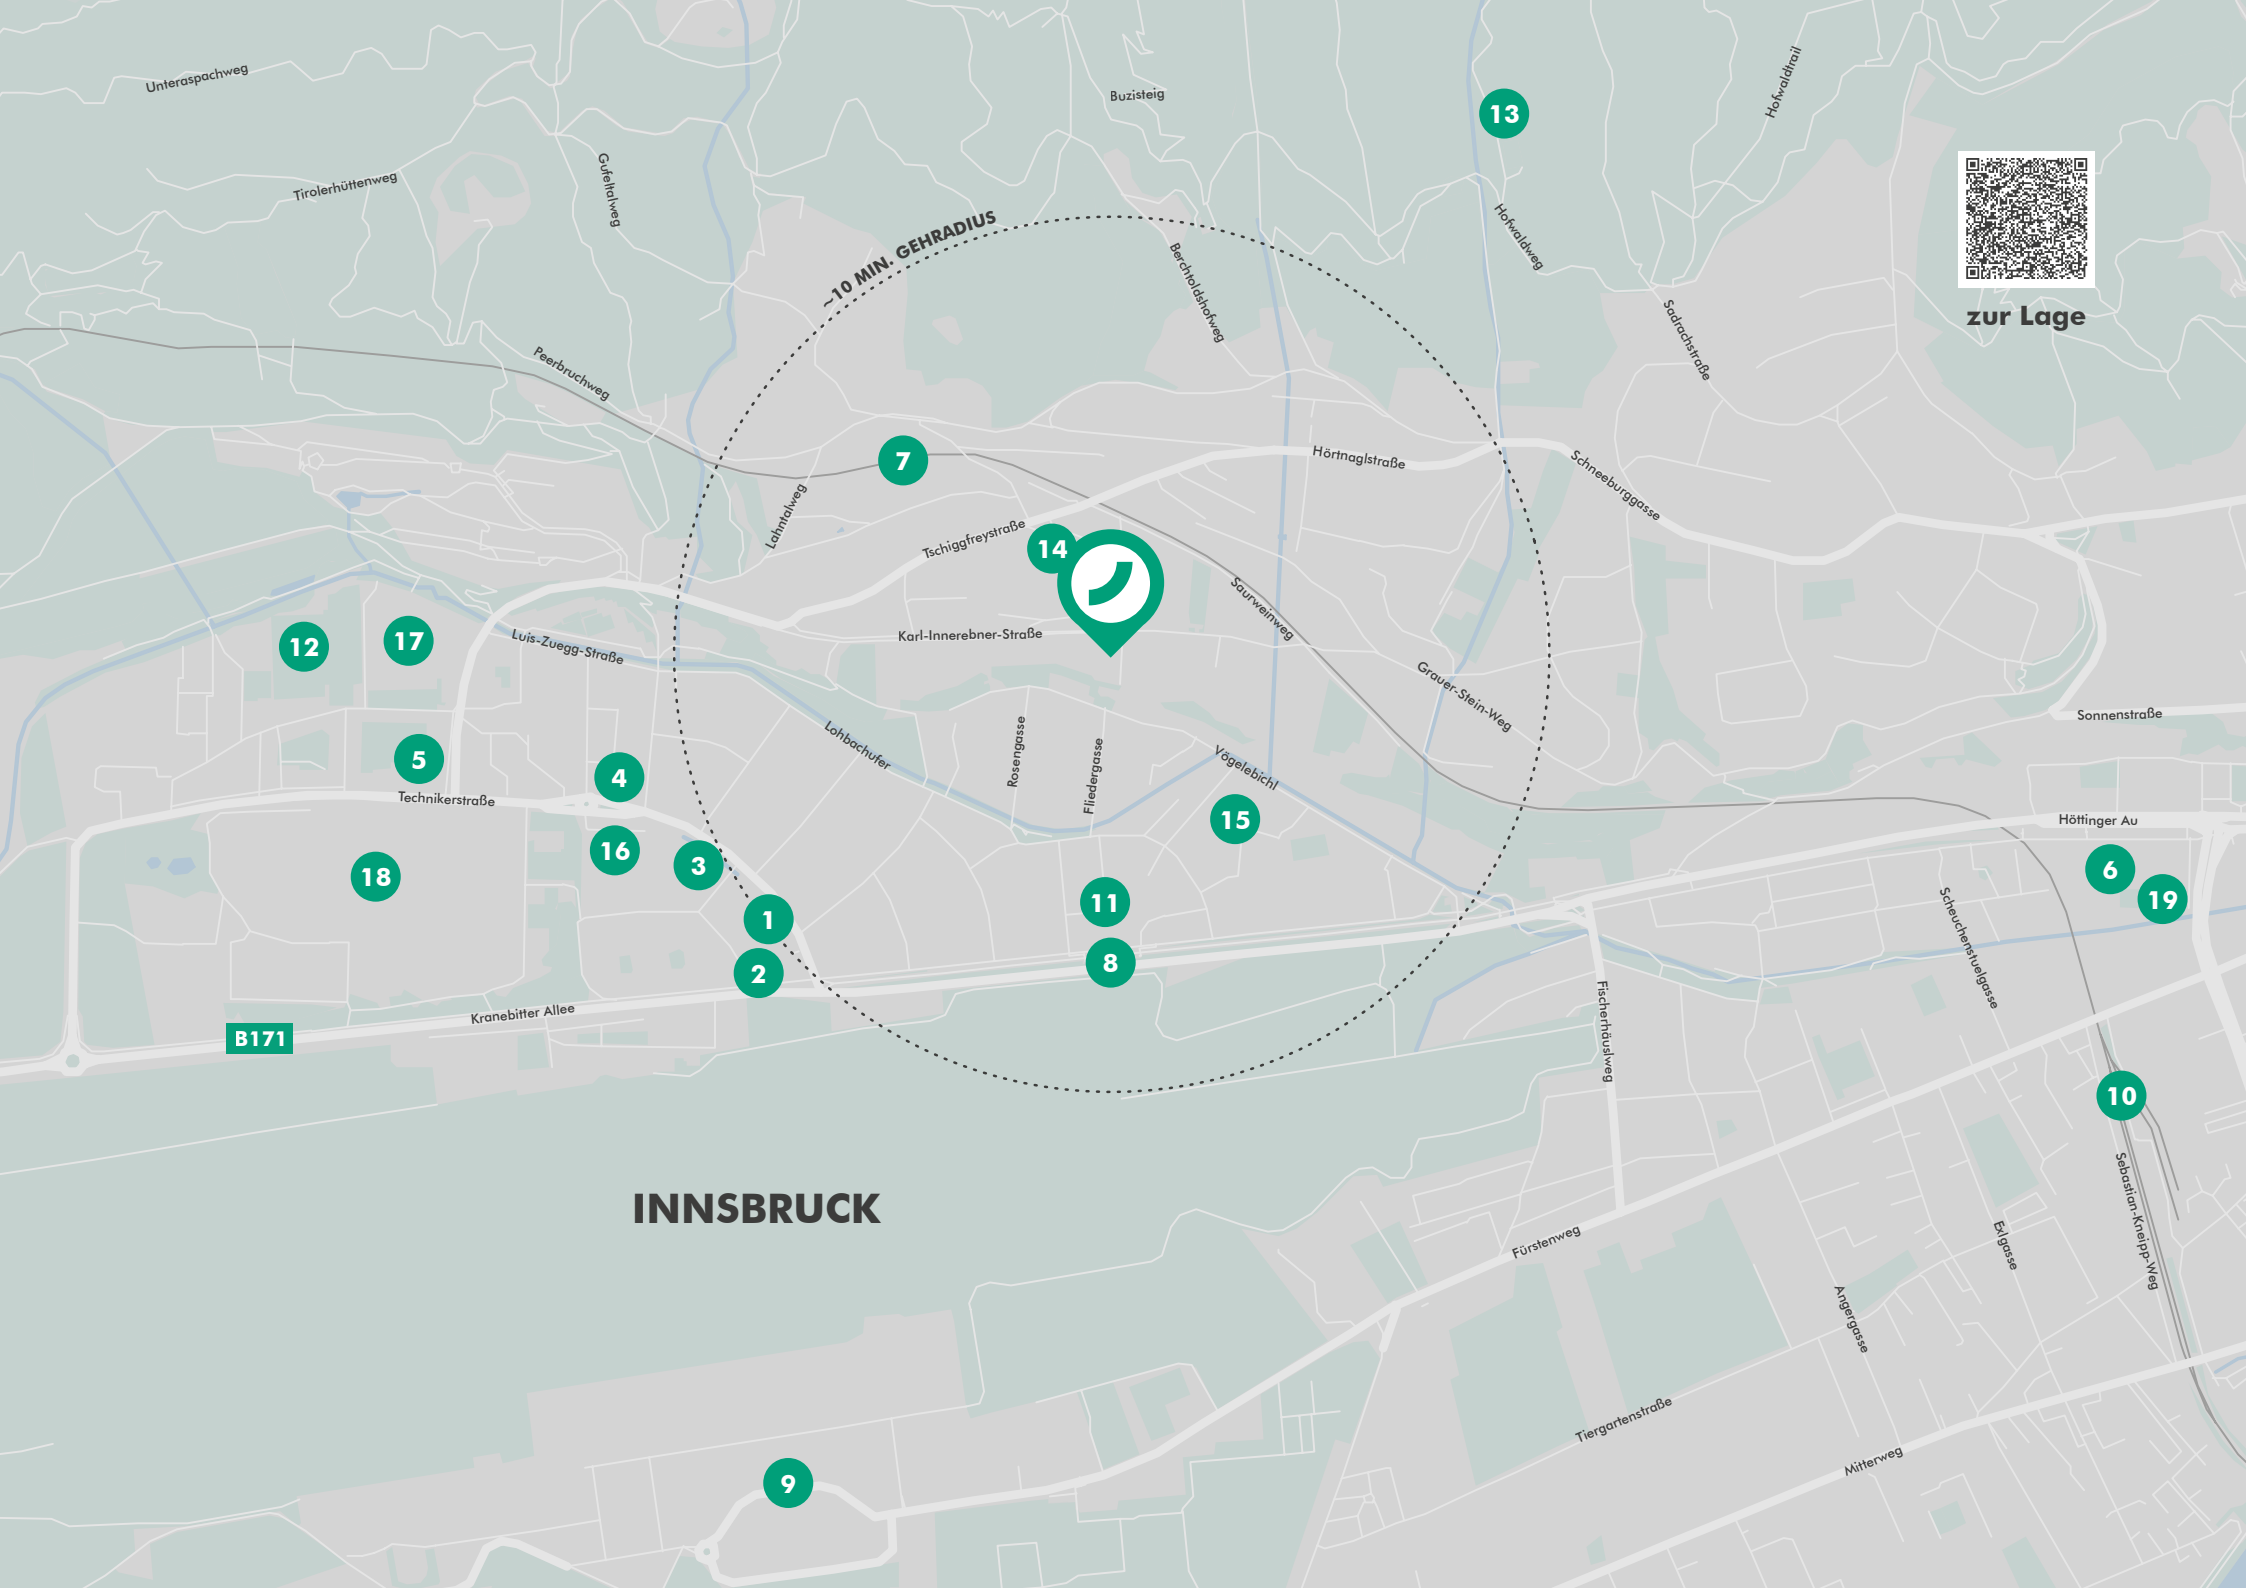 Unteraspachweg
Buzisteig
Hofwaldtrail
13
Tirolerhüttenweg
Gufeltalweg
~10 MIN. GEHRADIUS
Hofwaldweg
Berchtoldshofweg
zur Lage
Sadrachstraße
Peerbruchweg
7
Hörtnaglstraße
Schneeburggasse
Lahntalweg
Tschiggfreystraße
14
Saurweinweg
12
17
Luis-Zuegg-Straße
Karl-Innerebner-Straße
Grauer-Stein-Weg
Sonnenstraße
Lohbachufer
Rosengasse
Fliedergasse
Vögelebichl
5
4
Technikerstraße
15
Höttinger Au
16
3
18
6
19
1
11
Scheuchenstuelgasse
2
8
Kranebitter Allee
B171
Fischerhäuslweg
10
INNSBRUCK
Sebastian-Kneipp-Weg
Fürstenweg
Exlgasse
Angergasse
Tiergartenstraße
Mitterweg
9